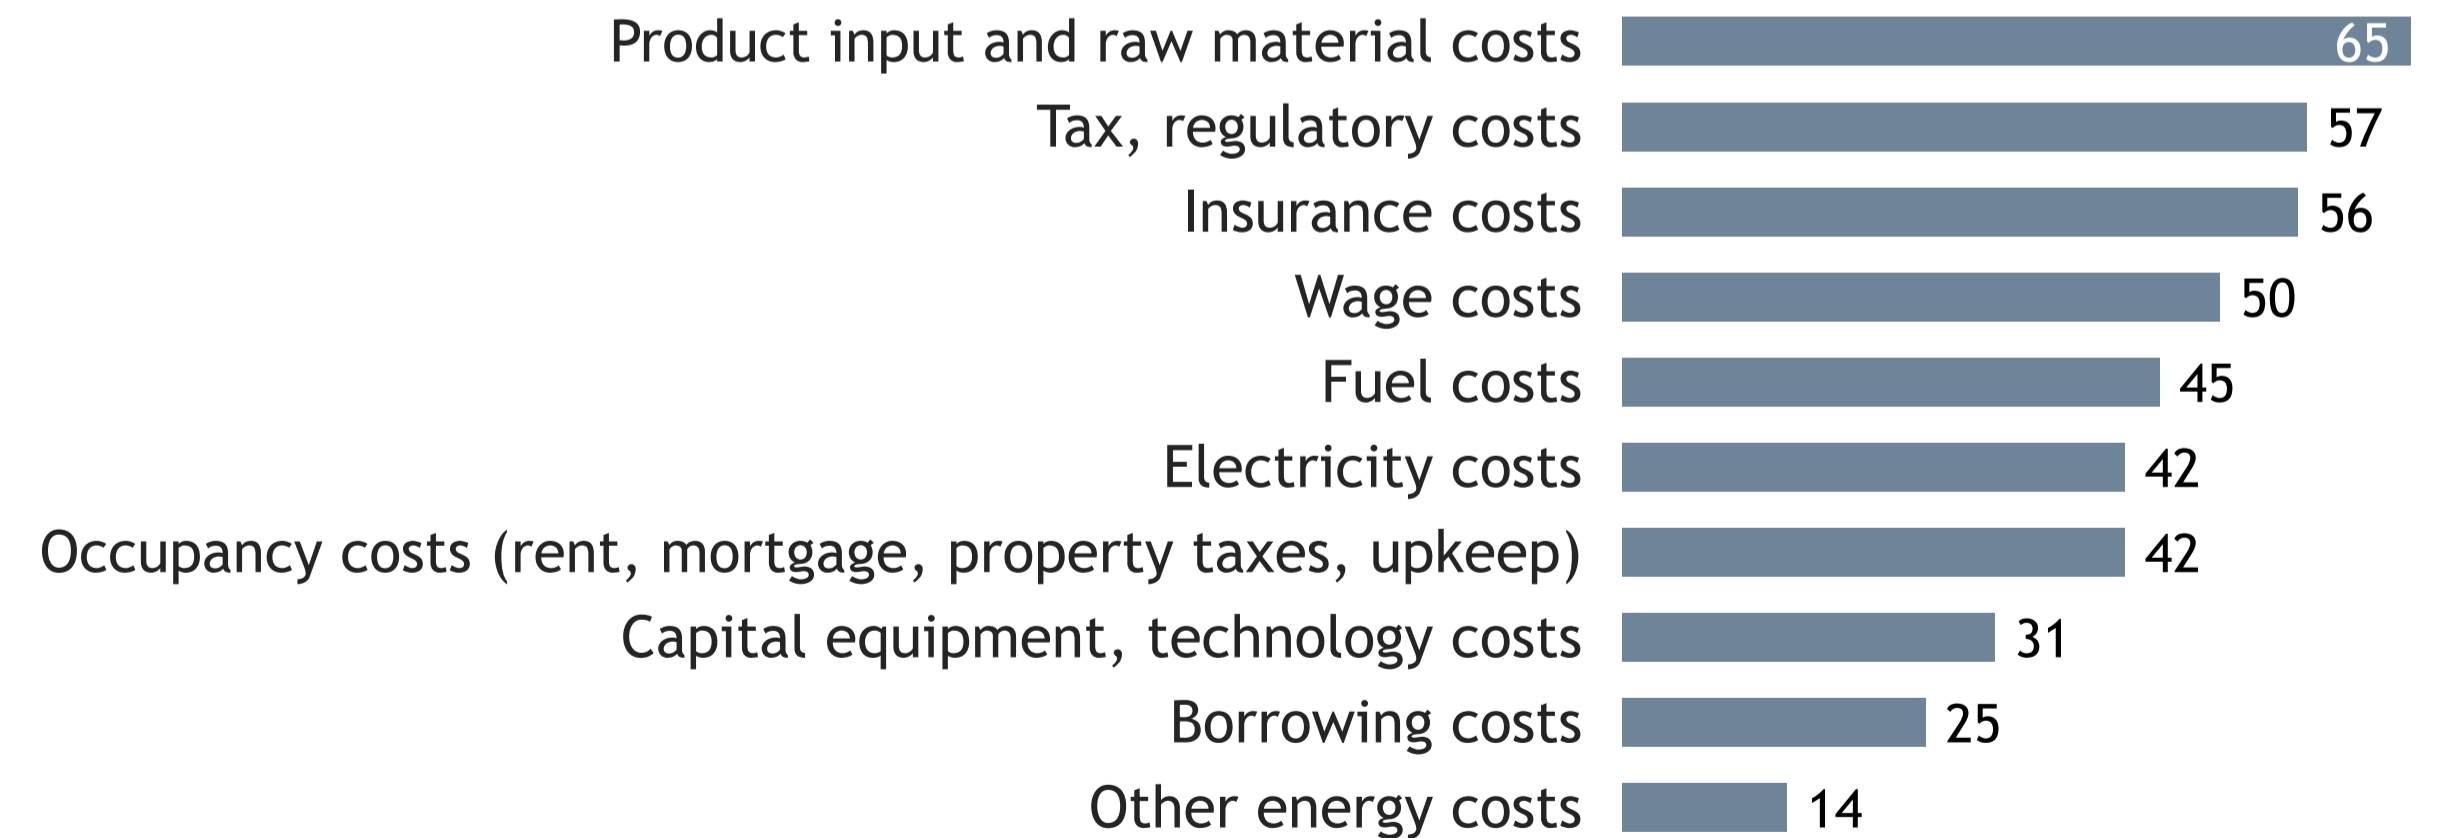 Product input and raw material costs 65
Tax, regulatory costs 57
Insurance costs 56
Wage costs 50
Fuel costs 45
Electricity costs 42
Occupancy costs (rent, mortgage, property taxes, upkeep) 42
Capital equipment, technology costs 31
Borrowing costs 25
Other energy costs 14